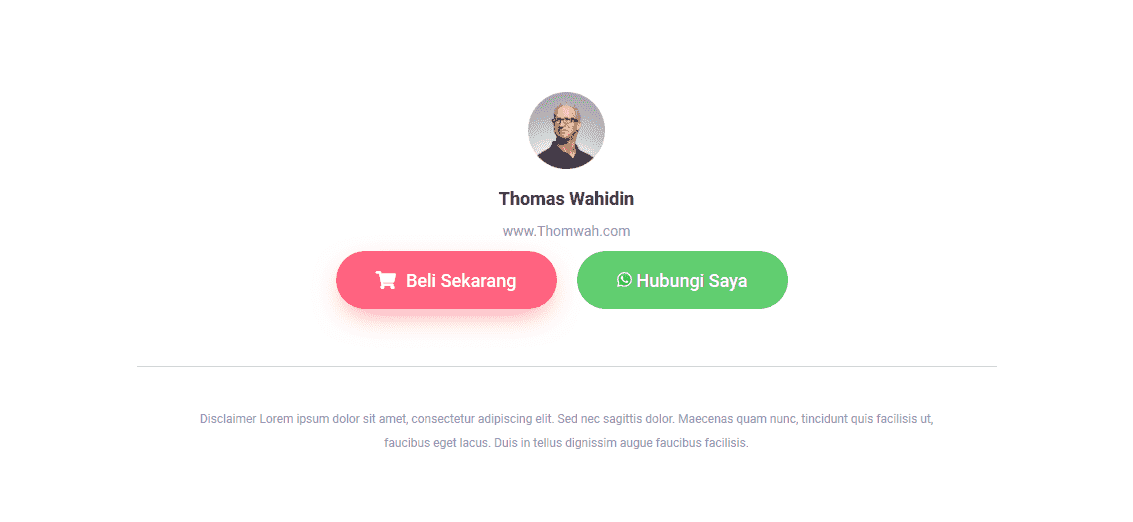 Thomas Wahidin
www.Thomwah.com
Beli Sekarang
Hubungi Saya
Disclaimer Lorem ipsum dolor sit amet, consectetur adipiscing elit. Sed nec sagittis dolor. Maecenas quam nunc, tincidunt quis facilisis ut,
faucibus eget lacus. Duis in tellus dignissim augue faucibus facilisis.